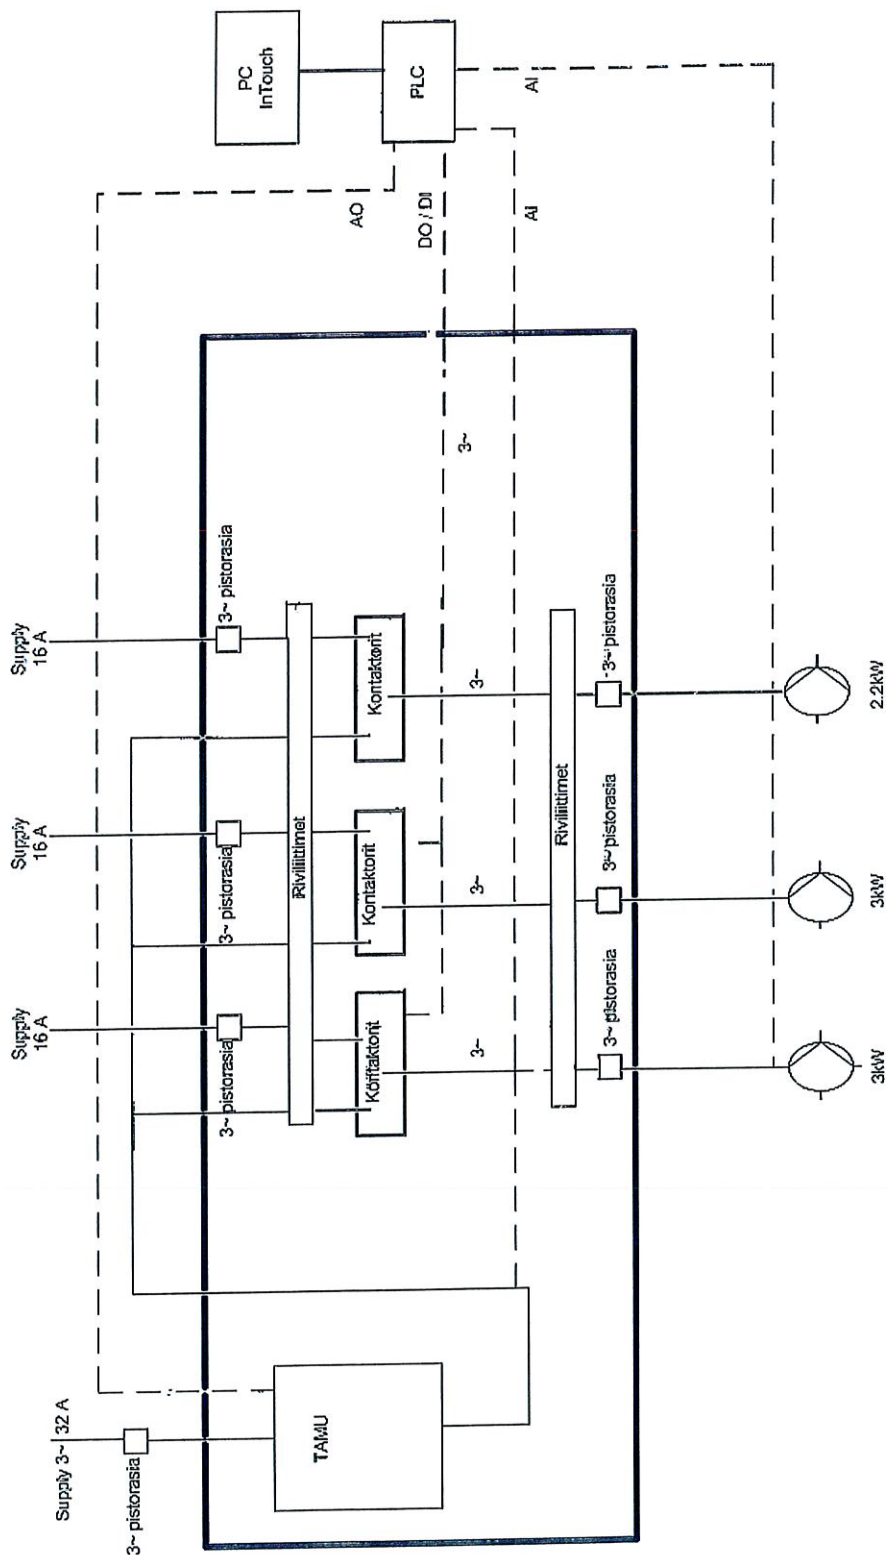 Supply
16 A
Supply
16 A
Supply
16 A
Supply 3~ 32 A
3~ pistorasia
3~ pistorasia
3~ pistorasia
3~ pistorasia
PC
InTouch
Riviliittimet
TAMU
AO
Kontaktorit
Kontaktorit
Kontaktorit
PLC
DO / DI
3~
3~
3~
3~
AI
AI
Riviliittimet
3~ pistorasia
3~ pistorasia
3~ pistorasia
3kW
3kW
2.2kW